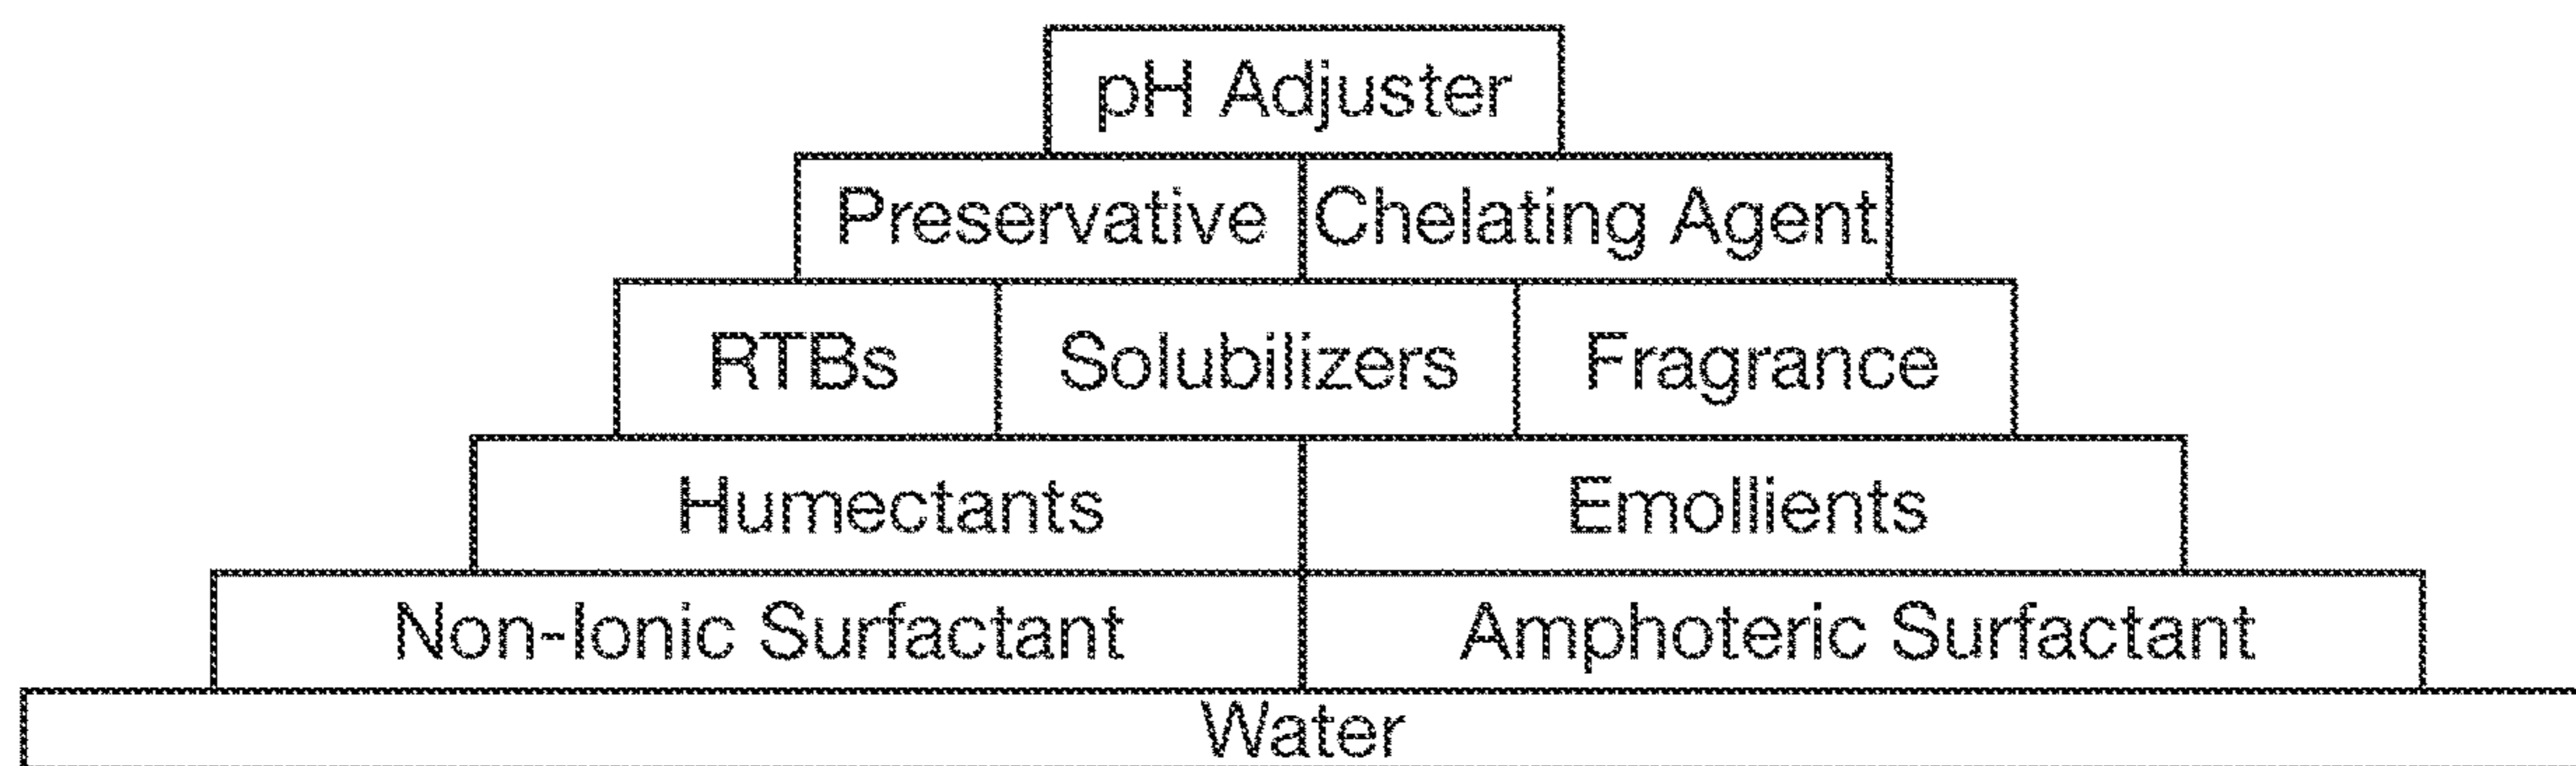 pH Adjuster
Preservative Chelating Agent
RTBs Solubilizers Fragrance
Humectants Emollients
Non-Ionic Surfactant Amphoteric Surfactant
Water